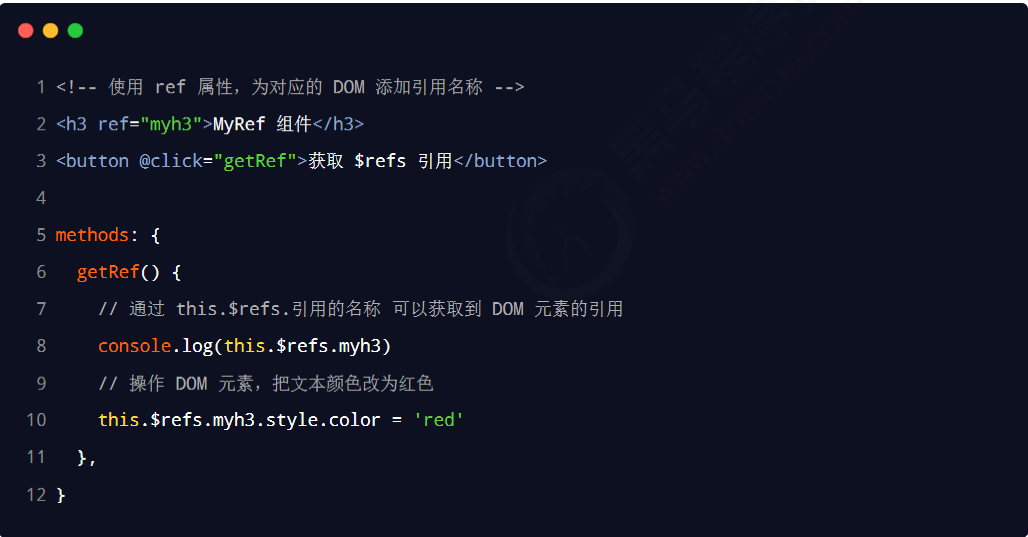 1 <!-- 使用 ref 属性，为对应的 DOM 添加引用名称 -->
2 <h3 ref="myh3">MyRef 组件</h3>
3 <button @click="getRef">获取 $refs 引用</button>
4
5 methods: {
6   getRef() {
7     // 通过 this.$refs.引用的名称 可以获取到 DOM 元素的引用
8     console.log(this.$refs.myh3)
9     // 操作 DOM 元素，把文本颜色改为红色
10     this.$refs.myh3.style.color = 'red'
11   },
12 }